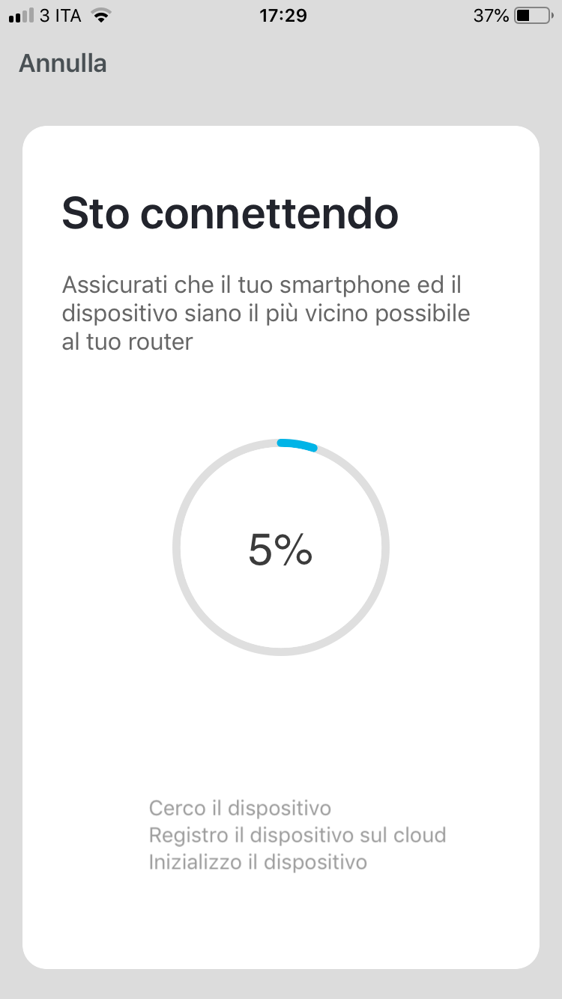 3 ITA
17:29
37%
Annulla
Sto connettendo
Assicurati che il tuo smartphone ed il
dispositivo siano il più vicino possibile
al tuo router
5%
Cerco il dispositivo
Registro il dispositivo sul cloud
Inizializzo il dispositivo